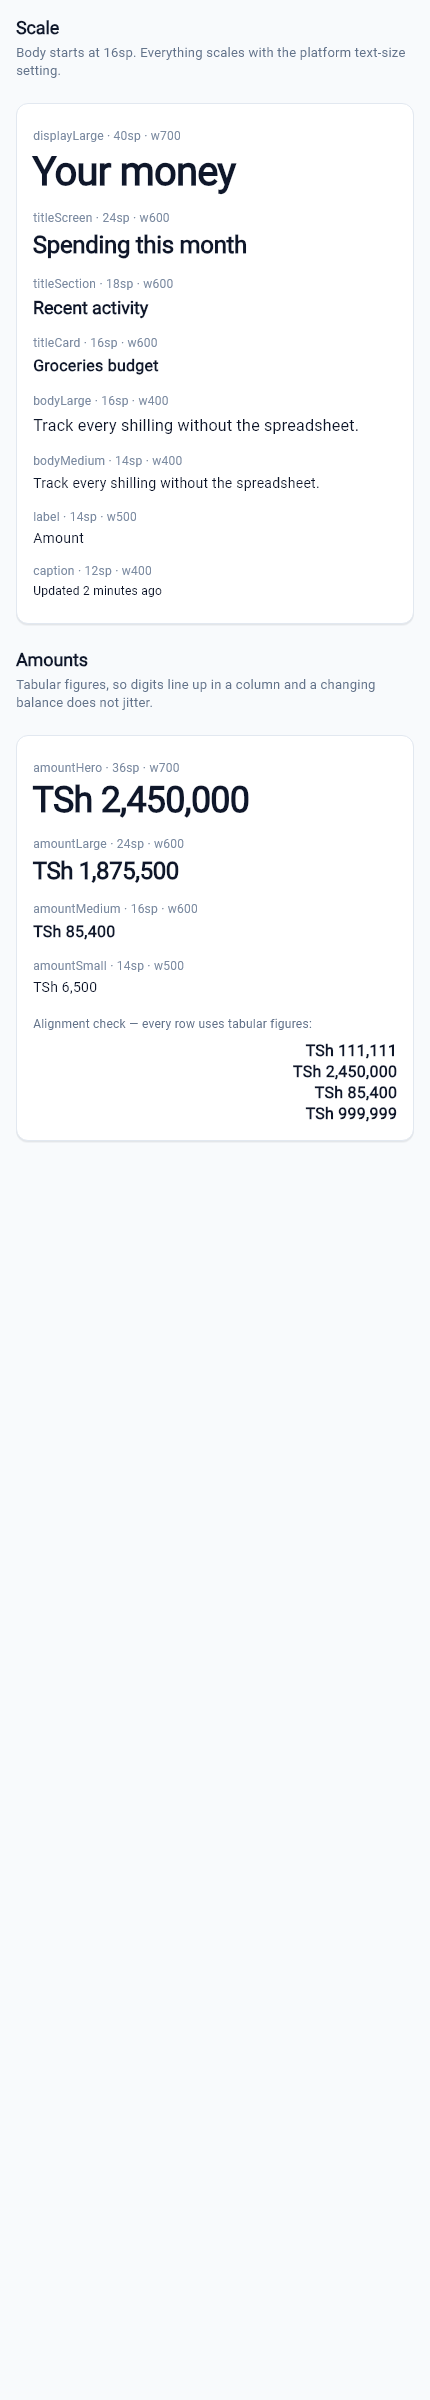 Scale
Body starts at 16sp. Everything scales with the platform text-size
setting.
displayLarge · 40sp · w700
Your money
titleScreen · 24sp · w600
Spending this month
titleSection · 18sp · w600
Recent activity
titleCard · 16sp · w600
Groceries budget
bodyLarge · 16sp · w400
Track every shilling without the spreadsheet.
bodyMedium · 14sp · w400
Track every shilling without the spreadsheet.
label · 14sp · w500
Amount
caption · 12sp · w400
Updated 2 minutes ago
Amounts
Tabular figures, so digits line up in a column and a changing
balance does not jitter.
amountHero · 36sp · w700
TSh 2,450,000
amountLarge · 24sp · w600
TSh 1,875,500
amountMedium · 16sp · w600
TSh 85,400
amountSmall · 14sp · w500
TSh 6,500
Alignment check — every row uses tabular figures:
TSh 111,111
TSh 2,450,000
TSh 85,400
TSh 999,999